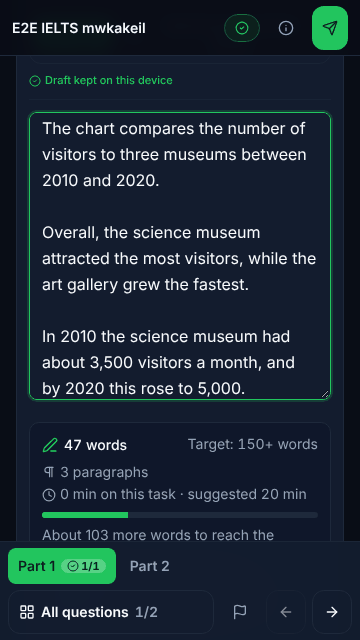 E2E IELTS mwkakeil
Draft kept on this device
The chart compares the number of
visitors to three museums between
2010 and 2020.
Overall, the science museum
attracted the most visitors, while the
art gallery grew the fastest.
In 2010 the science museum had
about 3,500 visitors a month, and
by 2020 this rose to 5,000.
47 words
Target: 150+ words
3 paragraphs
0 min on this task · suggested 20 min
About 103 more words to reach the
Part 1
1/1
Part 2
All questions 1/2